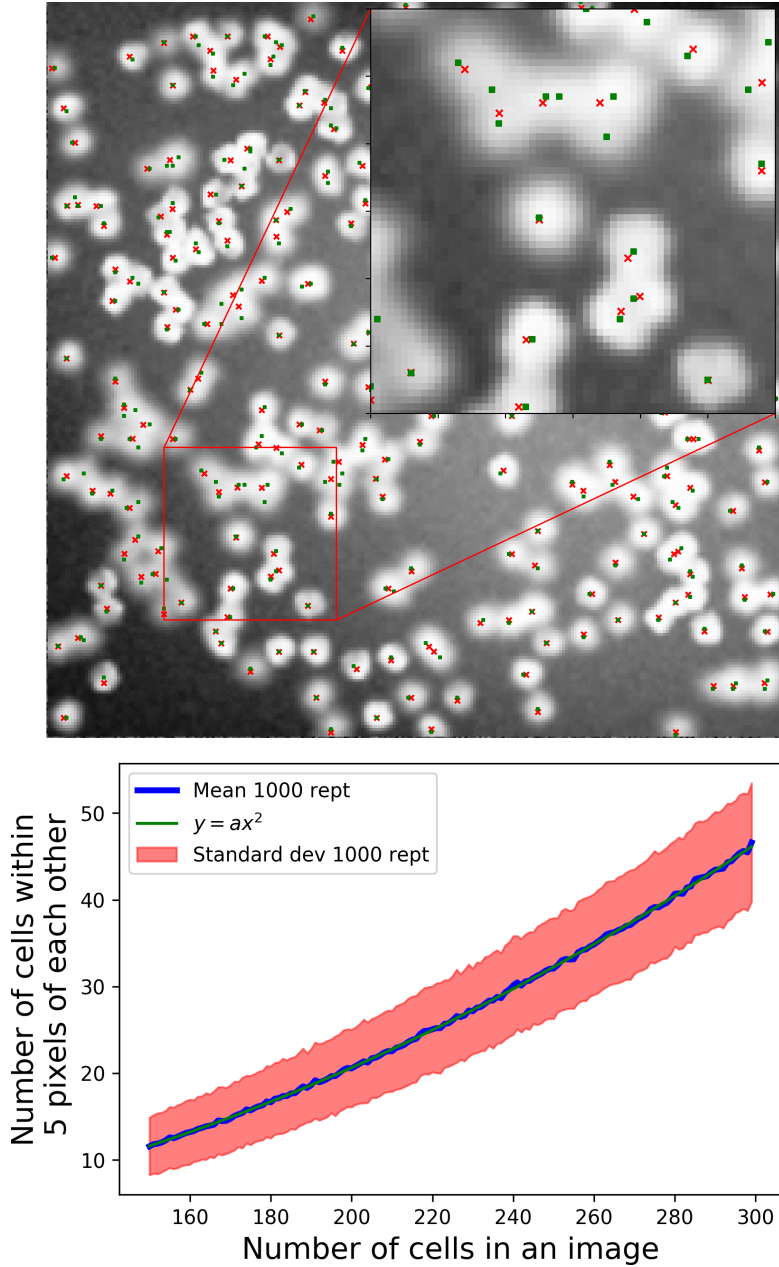 Number of cells within
5 pixels of each other
50
40
30
20
10
Mean 1000 rept
y = ax²
Standard dev 1000 rept
160 180 200 220 240 260 280 300
Number of cells in an image